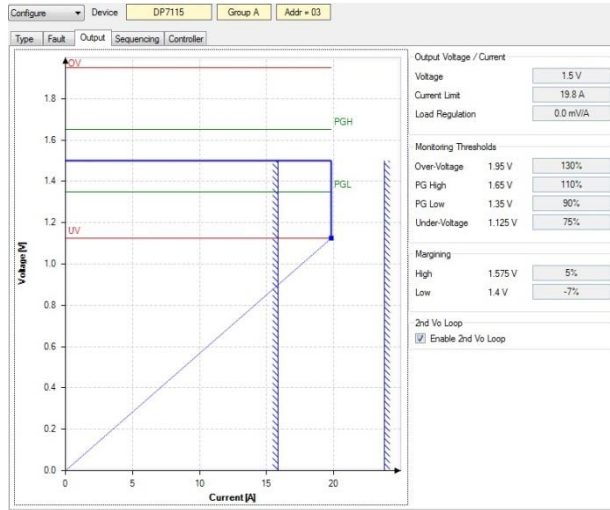 Configure Device DP7115 Group A Addr = 03
Type Fault Output Sequencing Controller
Output Voltage / Current
Voltage 1.5 V
Current Limit 19.8 A
Load Regulation 0.0 mV/A
Monitoring Thresholds
Over-Voltage 1.95 V 130%
PG High 1.65 V 110%
PG Low 1.35 V 90%
Under-Voltage 1.125 V 75%
Margining
High 1.575 V 5%
Low 1.4 V -7%
2nd Vo Loop
Enable 2nd Vo Loop
OV
PGH
PGL
UV
Voltage [V]
1.8
1.6
1.4
1.2
1.0
0.8
0.6
0.4
0.2
0.0
0 5 10 15 20
Current [A]